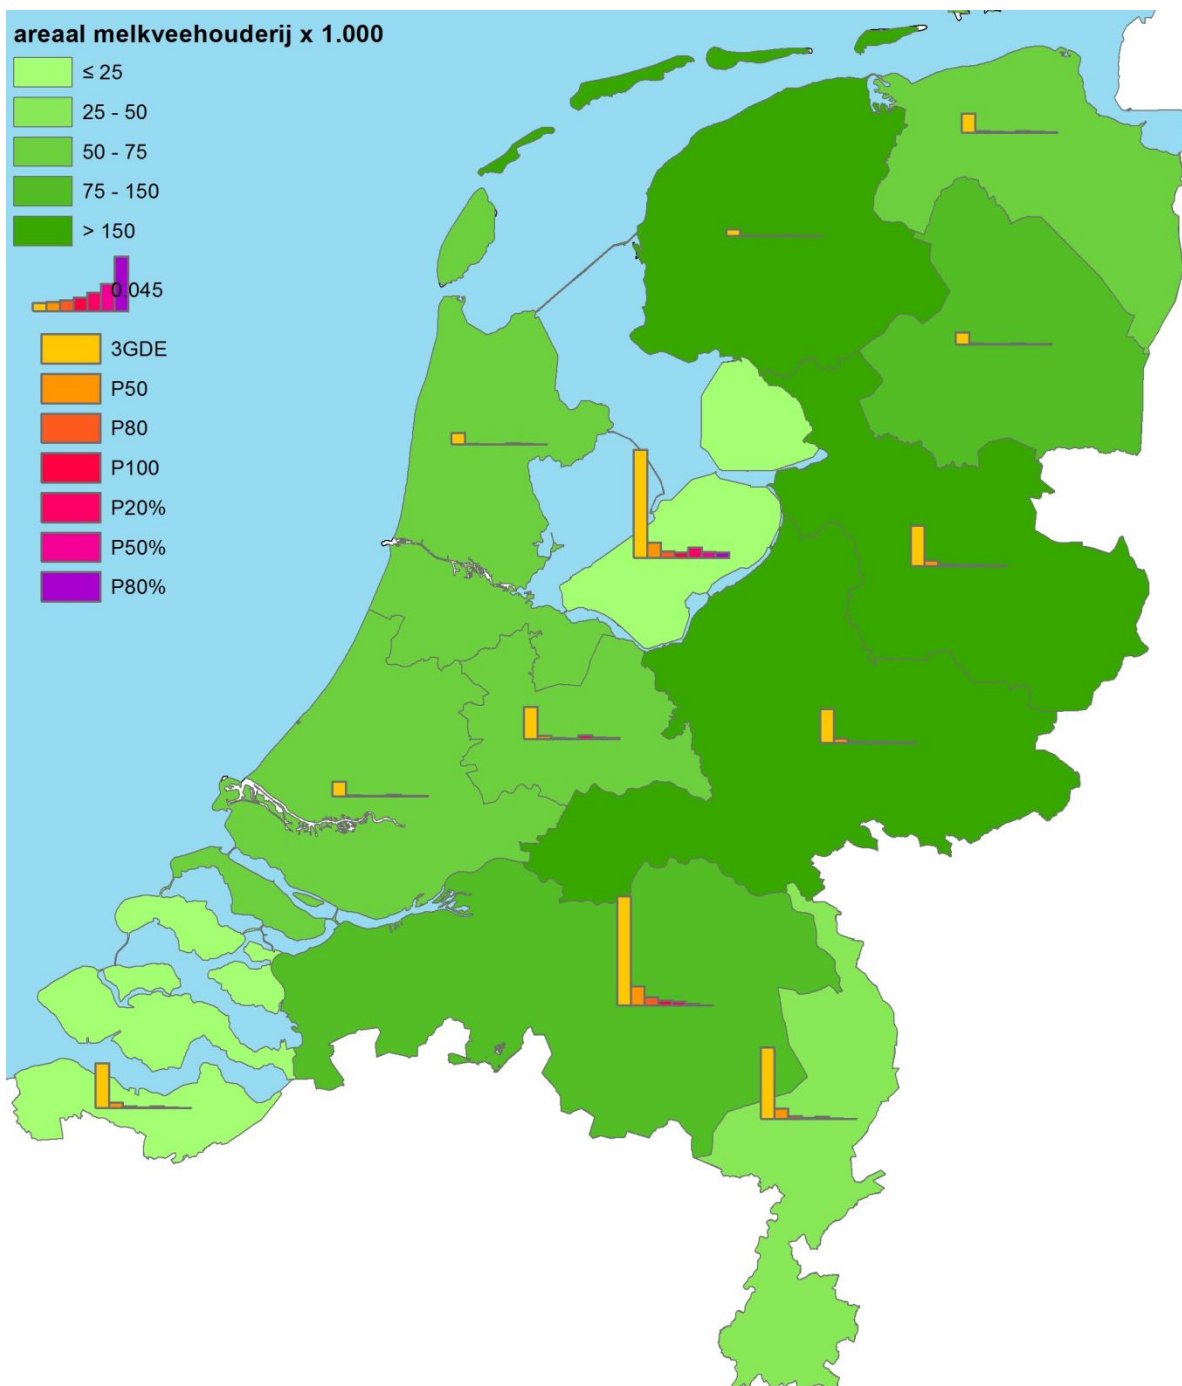 areaal melkveehouderij x 1.000
≤ 25
25 - 50
50 - 75
75 - 150
> 150
0.045
3GDE
P50
P80
P100
P20%
P50%
P80%